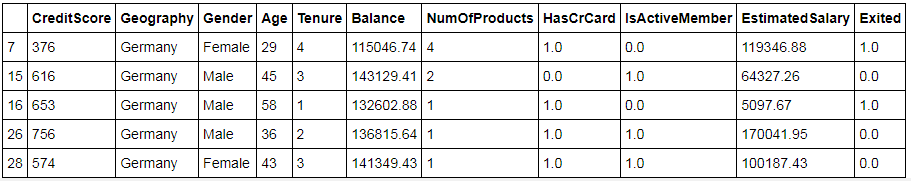 CreditScore Geography Gender Age Tenure Balance NumOfProducts HasCrCard IsActiveMember EstimatedSalary Exited
7 376 Germany Female 29 4 115046.74 4 1.0 0.0 119346.88 1.0
15 616 Germany Male 45 3 143129.41 2 0.0 1.0 64327.26 0.0
16 653 Germany Male 58 1 132602.88 1 1.0 0.0 5097.67 1.0
26 756 Germany Male 36 2 136815.64 1 1.0 1.0 170041.95 0.0
28 574 Germany Female 43 3 141349.43 1 1.0 1.0 100187.43 0.0